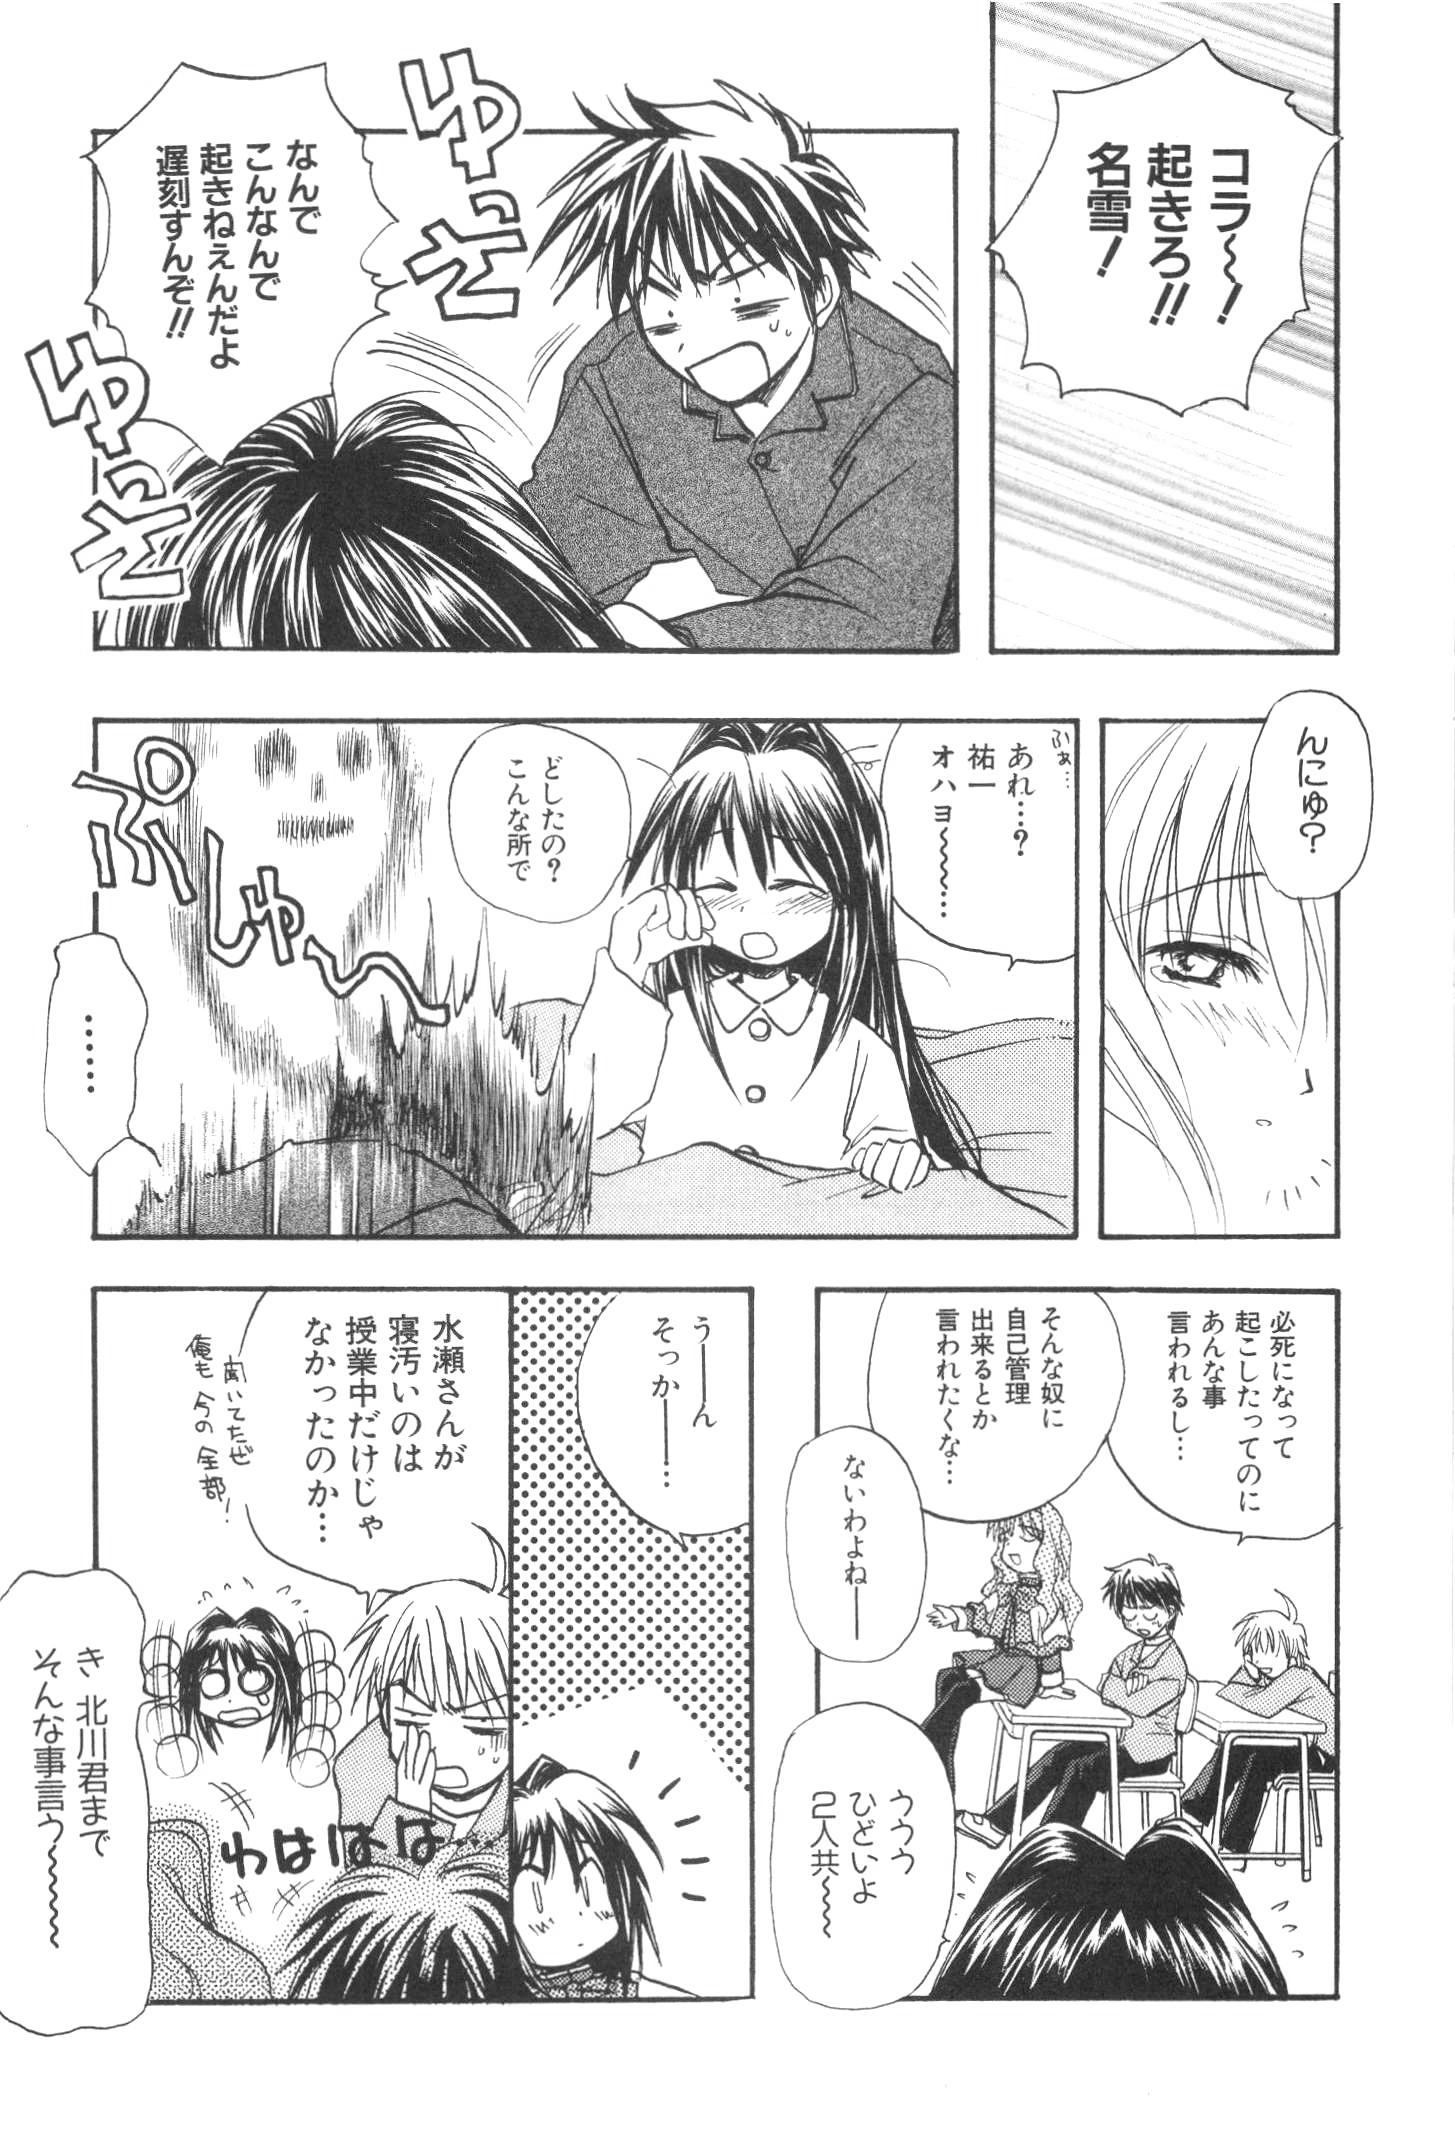 コラ〜！
起きろ!!
名雪！
なんで
こんなんで
起きねえんだよ
遅刻すんぞ!!
ゆっさ
ゆっさ
んにゅ？
ふぁ…
あれ…？
祐一
オハヨ〜〜〜…
どしたの？
こんな所で
ぷしゅ〜
……
必死になって
起こしたってのに
あんな事
言われるし…
そんな奴に
自己管理
出来るとか
言われたくな…
ないわよねー
ウウウ
ひどいよ
2人共〜〜〜
うーん
そっかー…
水瀬さんが
寝汚いのは
授業中だけじゃ
なかったのか…
聞いてたぜ
俺も今の全部！
わははは……
き 北川君まで
そんな事言う〜〜〜